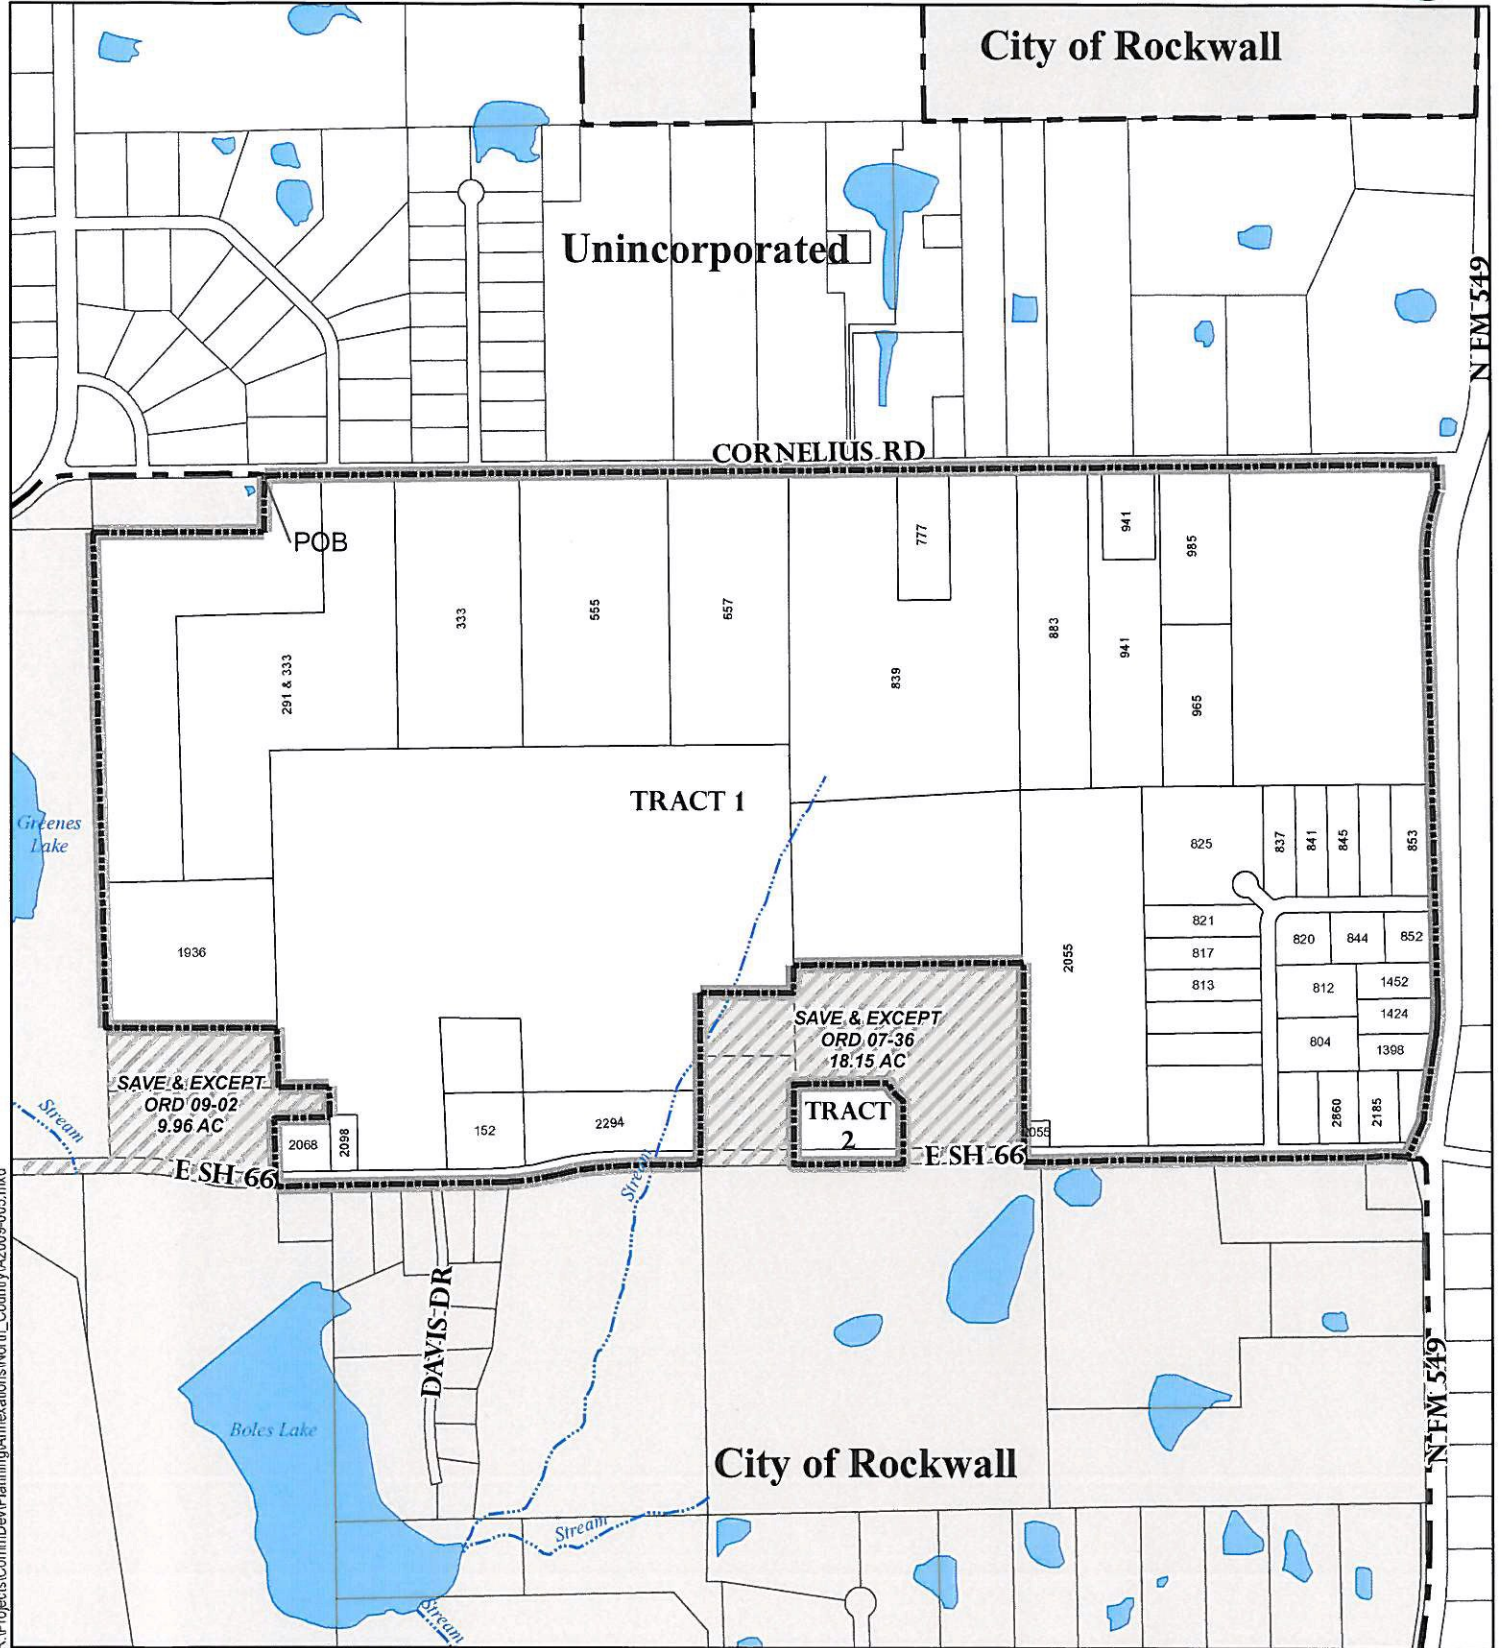 City of Rockwall
Unincorporated
N FM 549
CORNELIUS RD
POB
777
941
985
333
555
657
883
291 & 333
839
941
965
TRACT 1
Greenes
Lake
825
837
841
845
853
821
820
844
852
1936
817
2055
813
812
1452
SAVE & EXCEPT
ORD 07-36
18.15 AC
1424
804
1398
SAVE & EXCEPT
ORD 09-02
9.96 AC
Stream
TRACT
2
2860
2185
2068
2098
152
2294
2055
E SH 66
E SH 66
Stream
DAVIS DR
N FM 549
Boles Lake
City of Rockwall
Stream
Stream